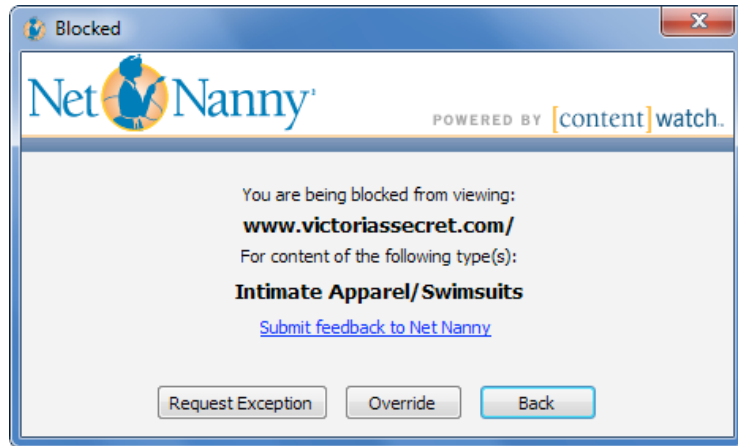 Blocked
Net Nanny
POWERED BY [content]watch.
You are being blocked from viewing:
www.victoriassecret.com/
For content of the following type(s):
Intimate Apparel/Swimsuits
Submit feedback to Net Nanny
Request Exception Override Back